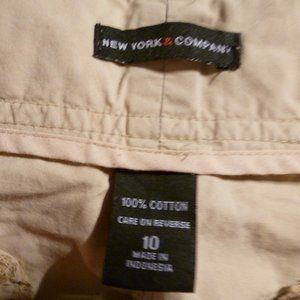 NEW YORK & COMPANY
100% COTTON
CARE ON REVERSE
10
MADE IN
INDONESIA